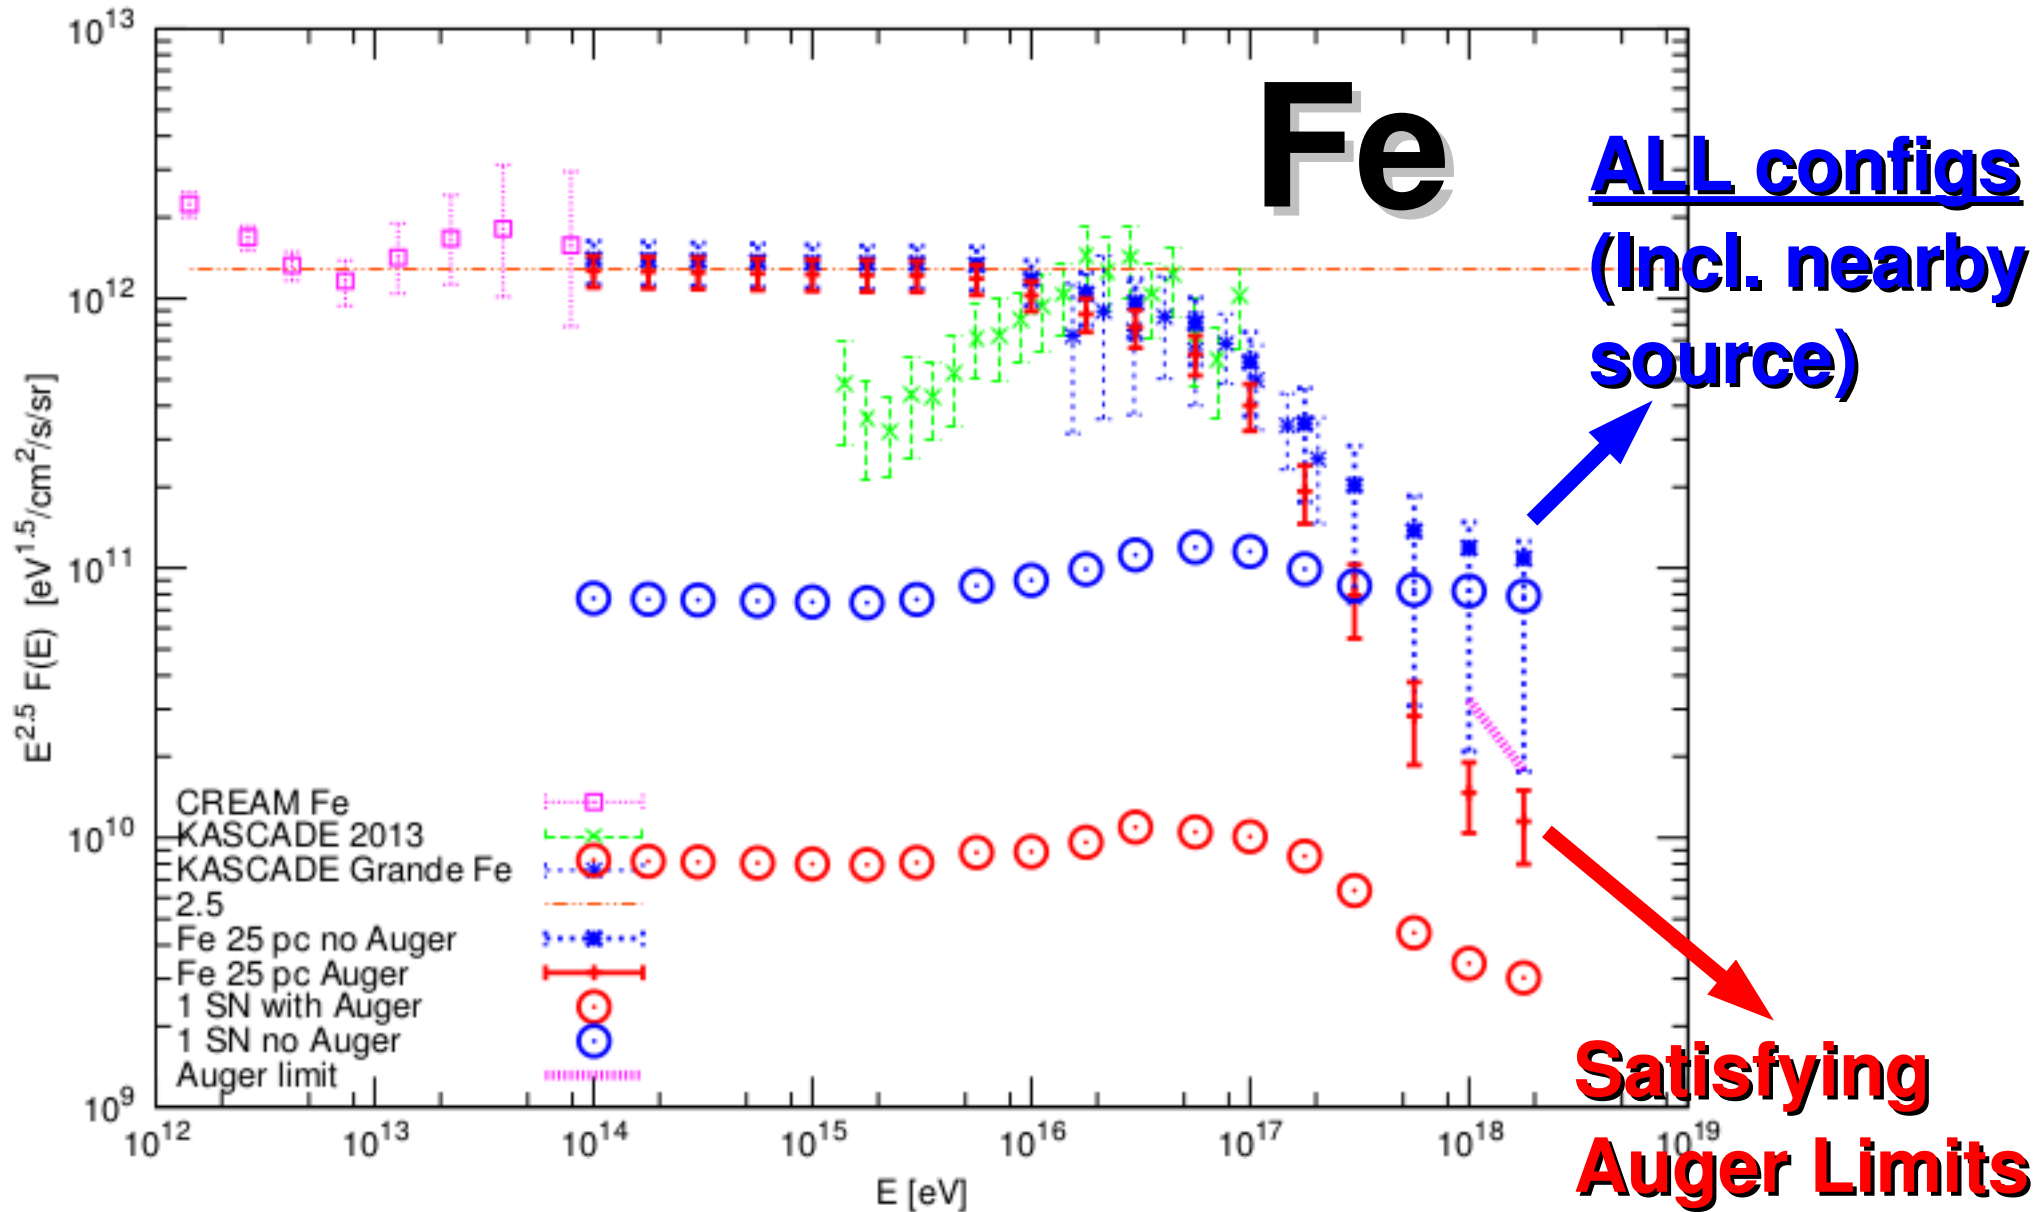 Fe
ALL configs
(Incl. nearby
source)
10^13
10^12
10^11
10^10
10^9
E^2.5 F(E) [eV^1.5/cm^2/s/sr]
CREAM Fe
KASCADE 2013
KASCADE Grande Fe
2.5
Fe 25 pc no Auger
Fe 25 pc Auger
1 SN with Auger
1 SN no Auger
Auger limit
10^12 10^13 10^14 10^15 10^16 10^17 10^18 10^19
E [eV]
Satisfying
Auger Limits